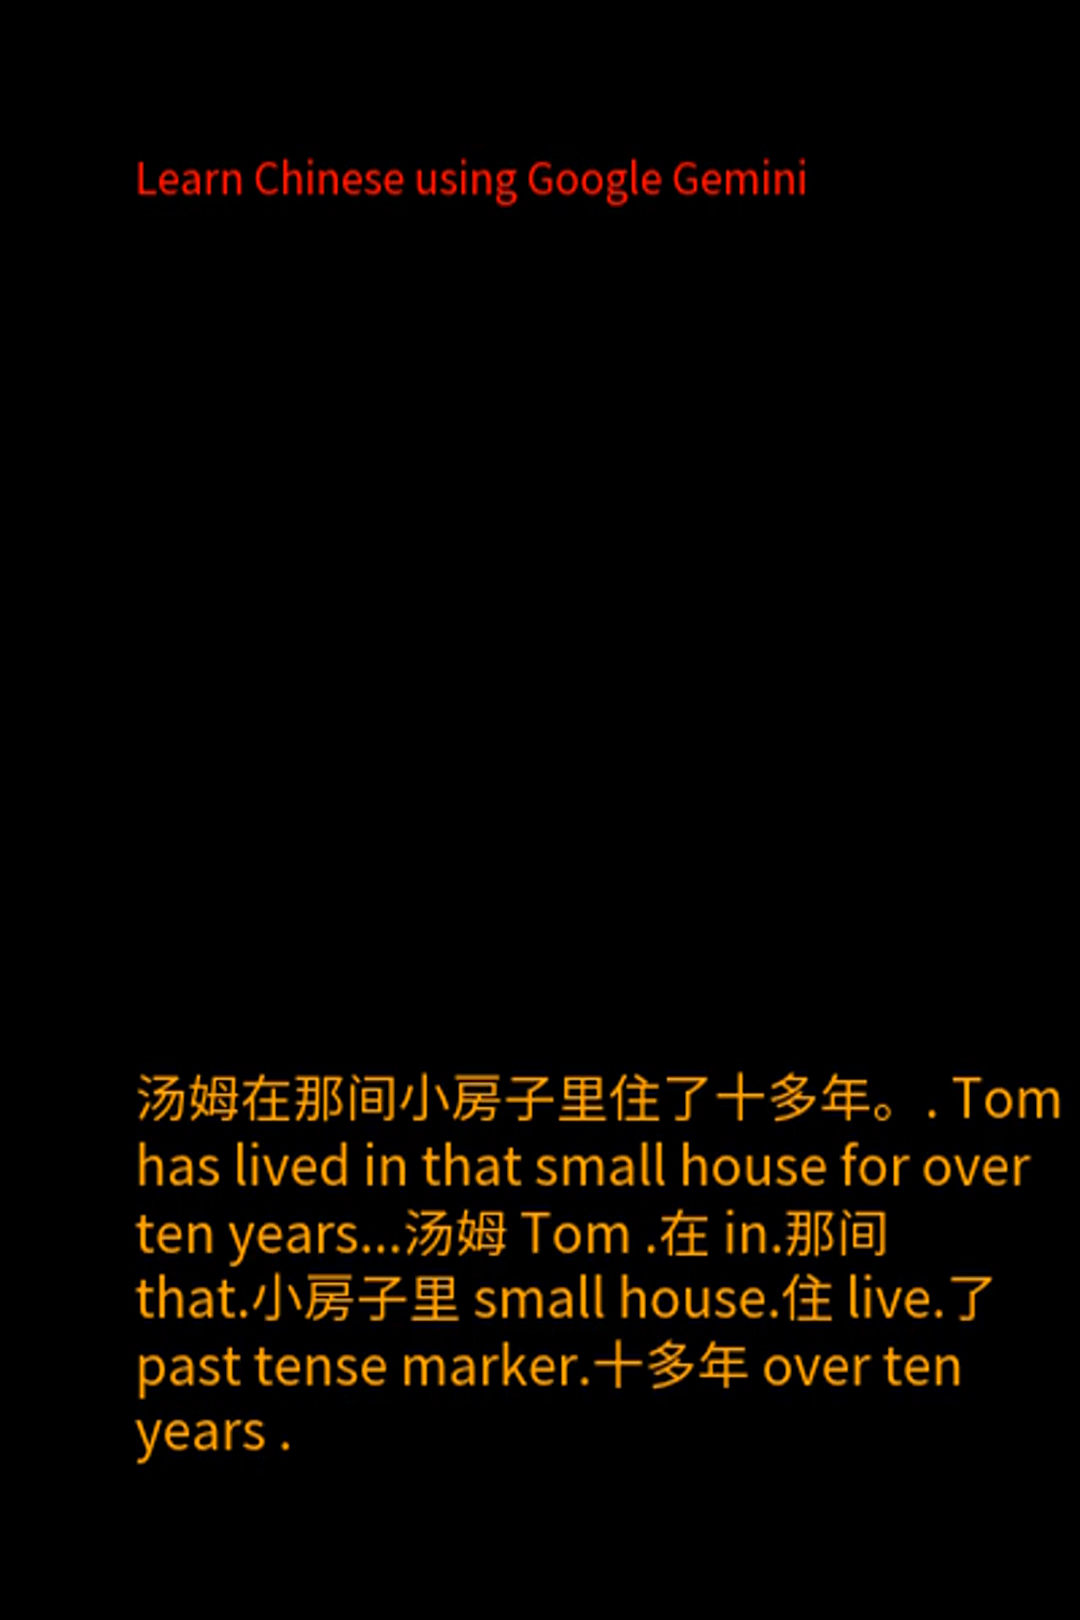 Learn Chinese using Google Gemini
汤姆在那间小房子里住了十多年。. Tom
has lived in that small house for over
ten years...汤姆 Tom .在 in.那间
that.小房子里 small house.住 live.了
past tense marker.十多年 over ten
years .